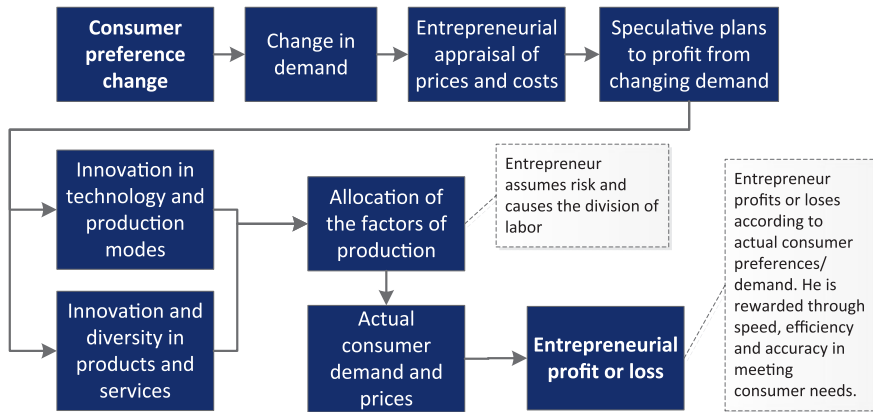 Consumer
preference
change
Change in
demand
Entrepreneurial
appraisal of
prices and costs
Speculative plans
to profit from
changing demand
Innovation in
technology and
production
modes
Innovation and
diversity in
products and
services
Allocation of
the factors of
production
Entrepreneur
assumes risk and
causes the division of
labor
Actual
consumer
demand and
prices
Entrepreneurial
profit or loss
Entrepreneur
profits or loses
according to
actual consumer
preferences/
demand. He is
rewarded through
speed, efficiency
and accuracy in
meeting
consumer needs.